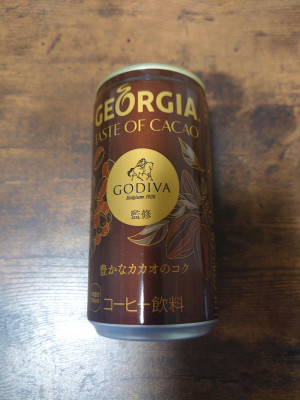 GEORGIA
TASTE OF CACAO
GODIVA
Belgium 1926
監修
豊かなカカオのコク
コーヒー飲料